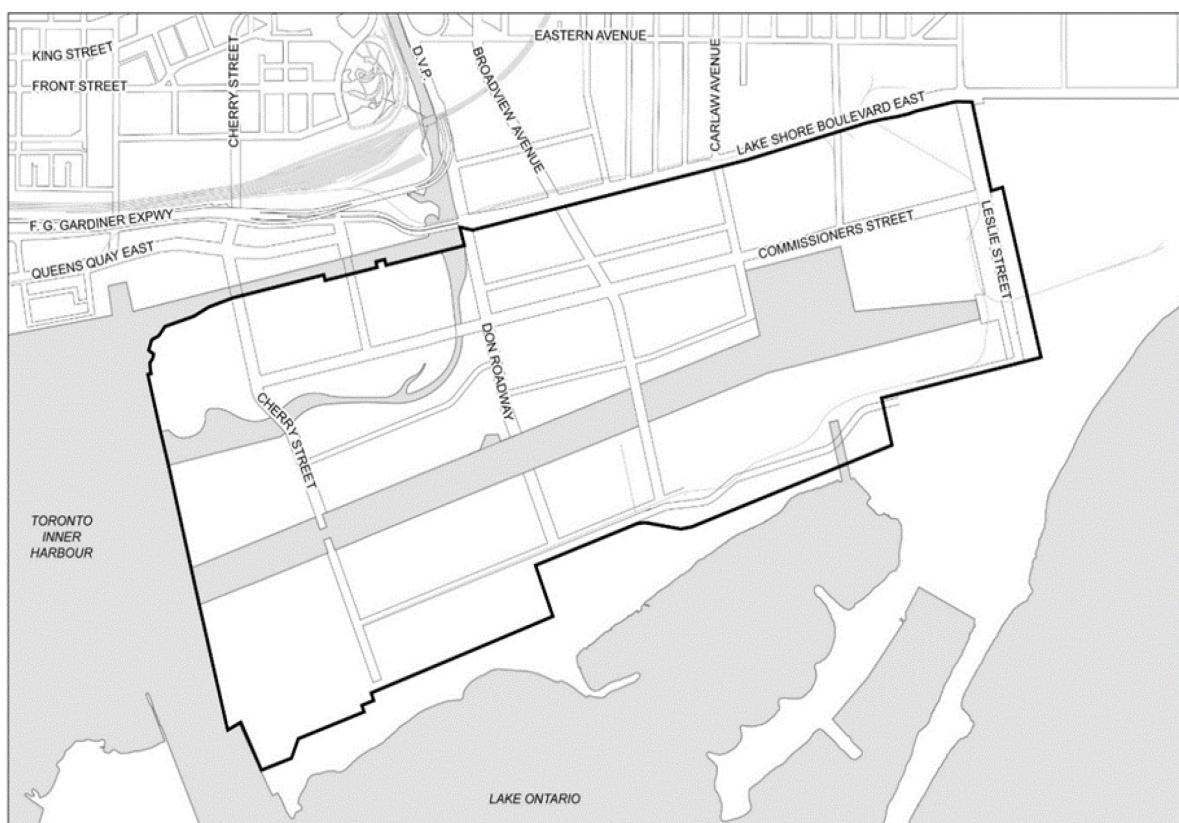 KING STREET
FRONT STREET
CHERRY STREET
D.V.P.
BROADVIEW AVENUE
EASTERN AVENUE
CARLAW AVENUE
LAKE SHORE BOULEVARD EAST
F. G. GARDINER EXPWY
QUEENS QUAY EAST
COMMISSIONERS STREET
LESLIE STREET
DON ROADWAY
CHERRY STREET
TORONTO
INNER
HARBOUR
LAKE ONTARIO